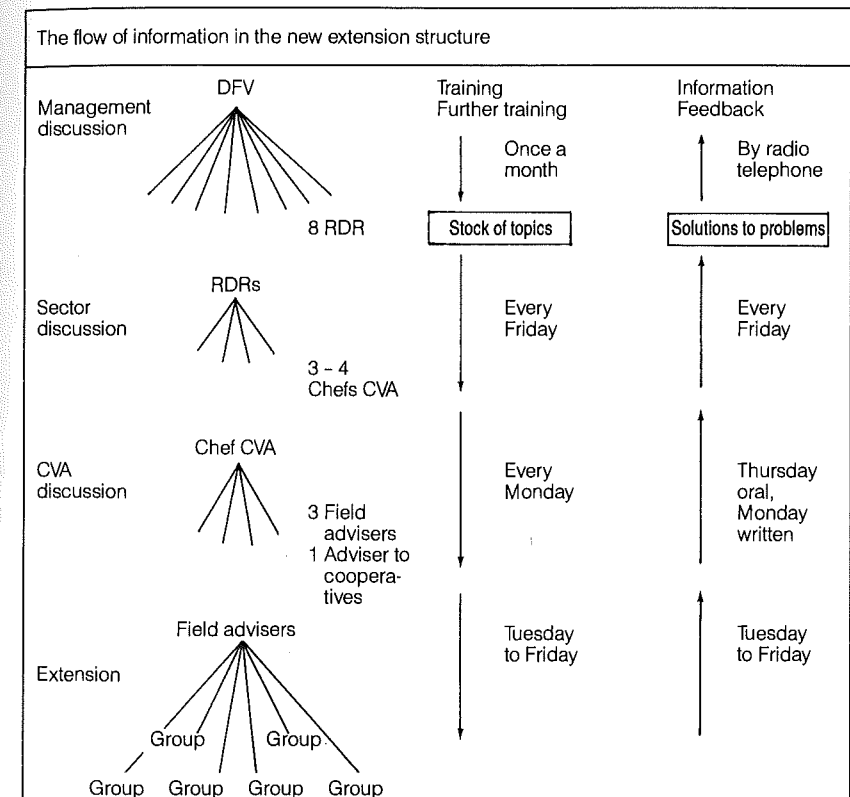 The flow of information in the new extension structure
Management
discussion
DFV
8 RDR
Training
Further training
Once a
month
Stock of topics
Information
Feedback
By radio
telephone
Solutions to problems
Sector
discussion
RDRs
3 – 4
Chefs CVA
Every
Friday
Every
Friday
CVA
discussion
Chef CVA
3 Field
advisers
1 Adviser to
coopera-
tives
Every
Monday
Thursday
oral,
Monday
written
Extension
Field advisers
Group Group
Group Group Group Group
Tuesday
to Friday
Tuesday
to Friday